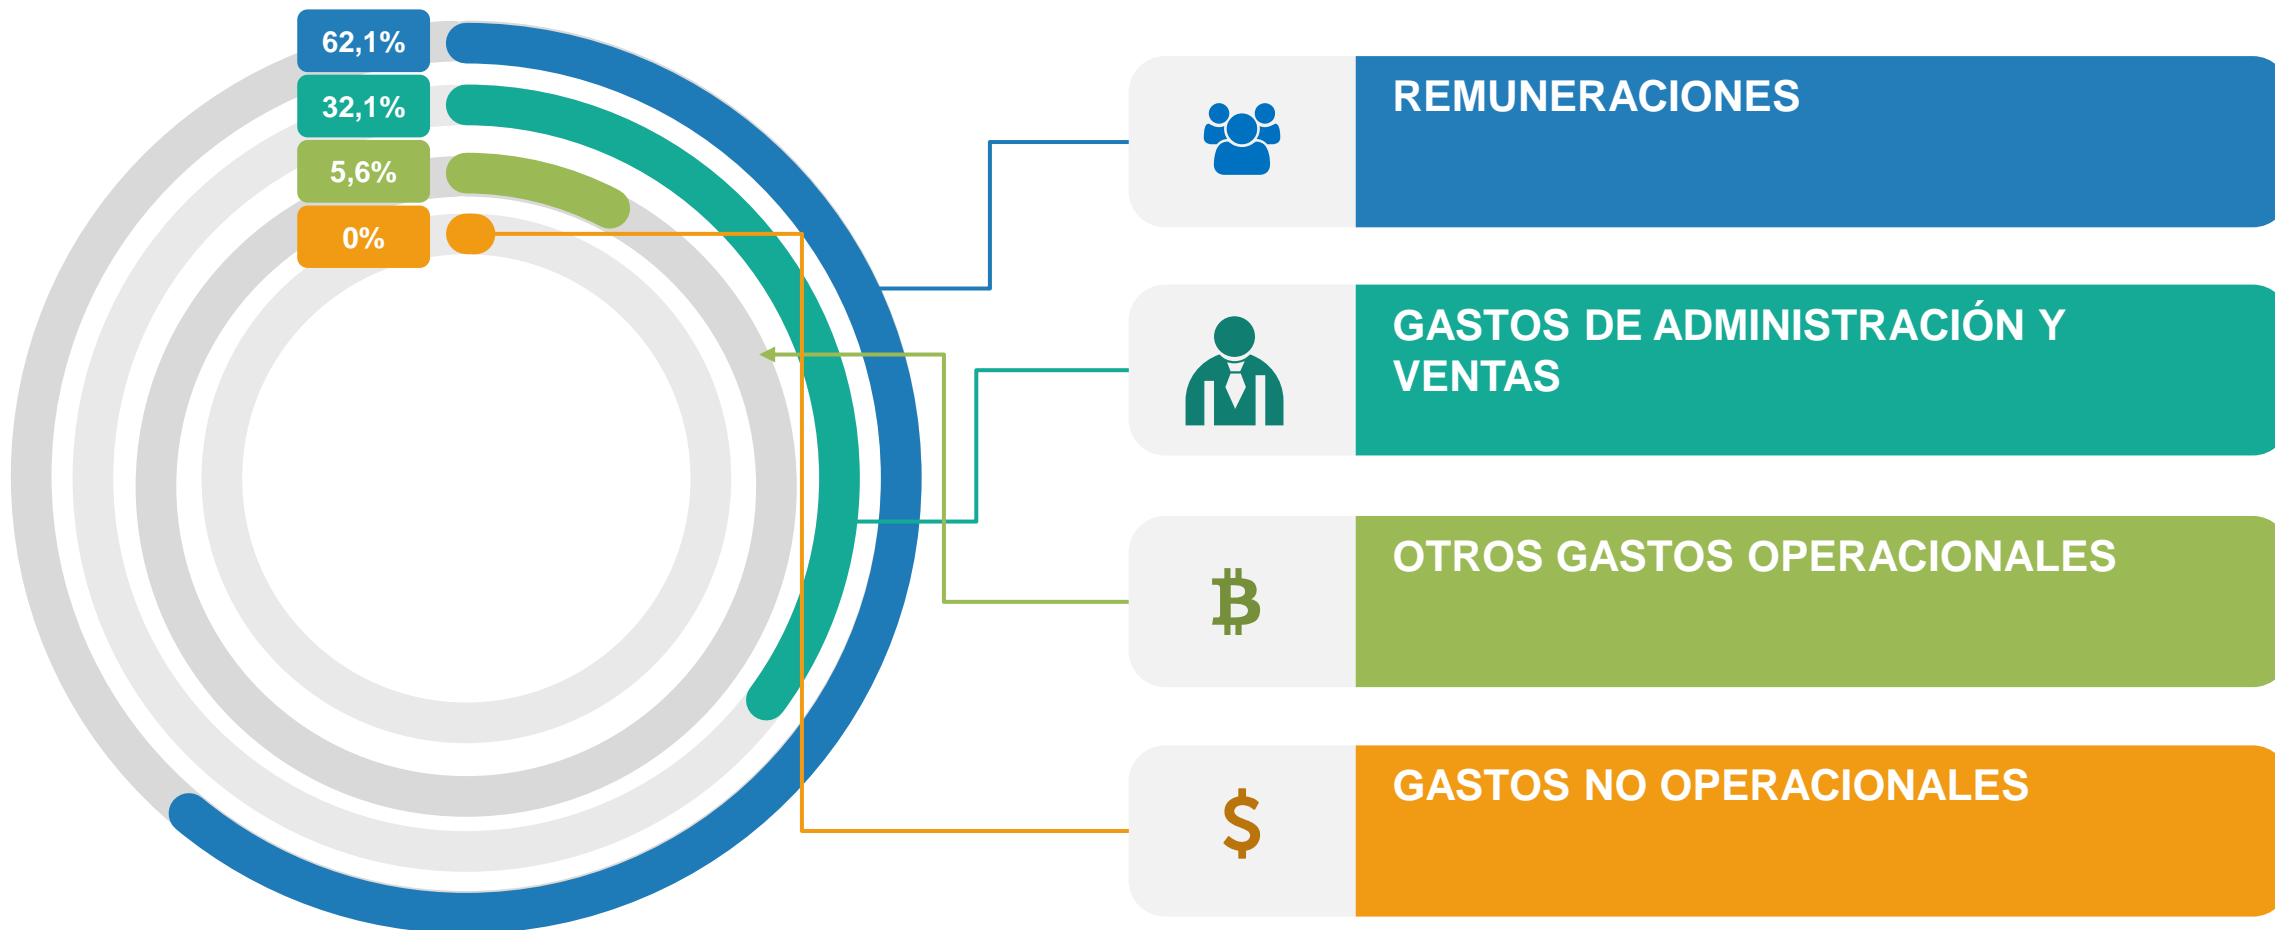 62,1%
32,1%
5,6%
0%
REMUNERACIONES
GASTOS DE ADMINISTRACIÓN Y
VENTAS
OTROS GASTOS OPERACIONALES
GASTOS NO OPERACIONALES